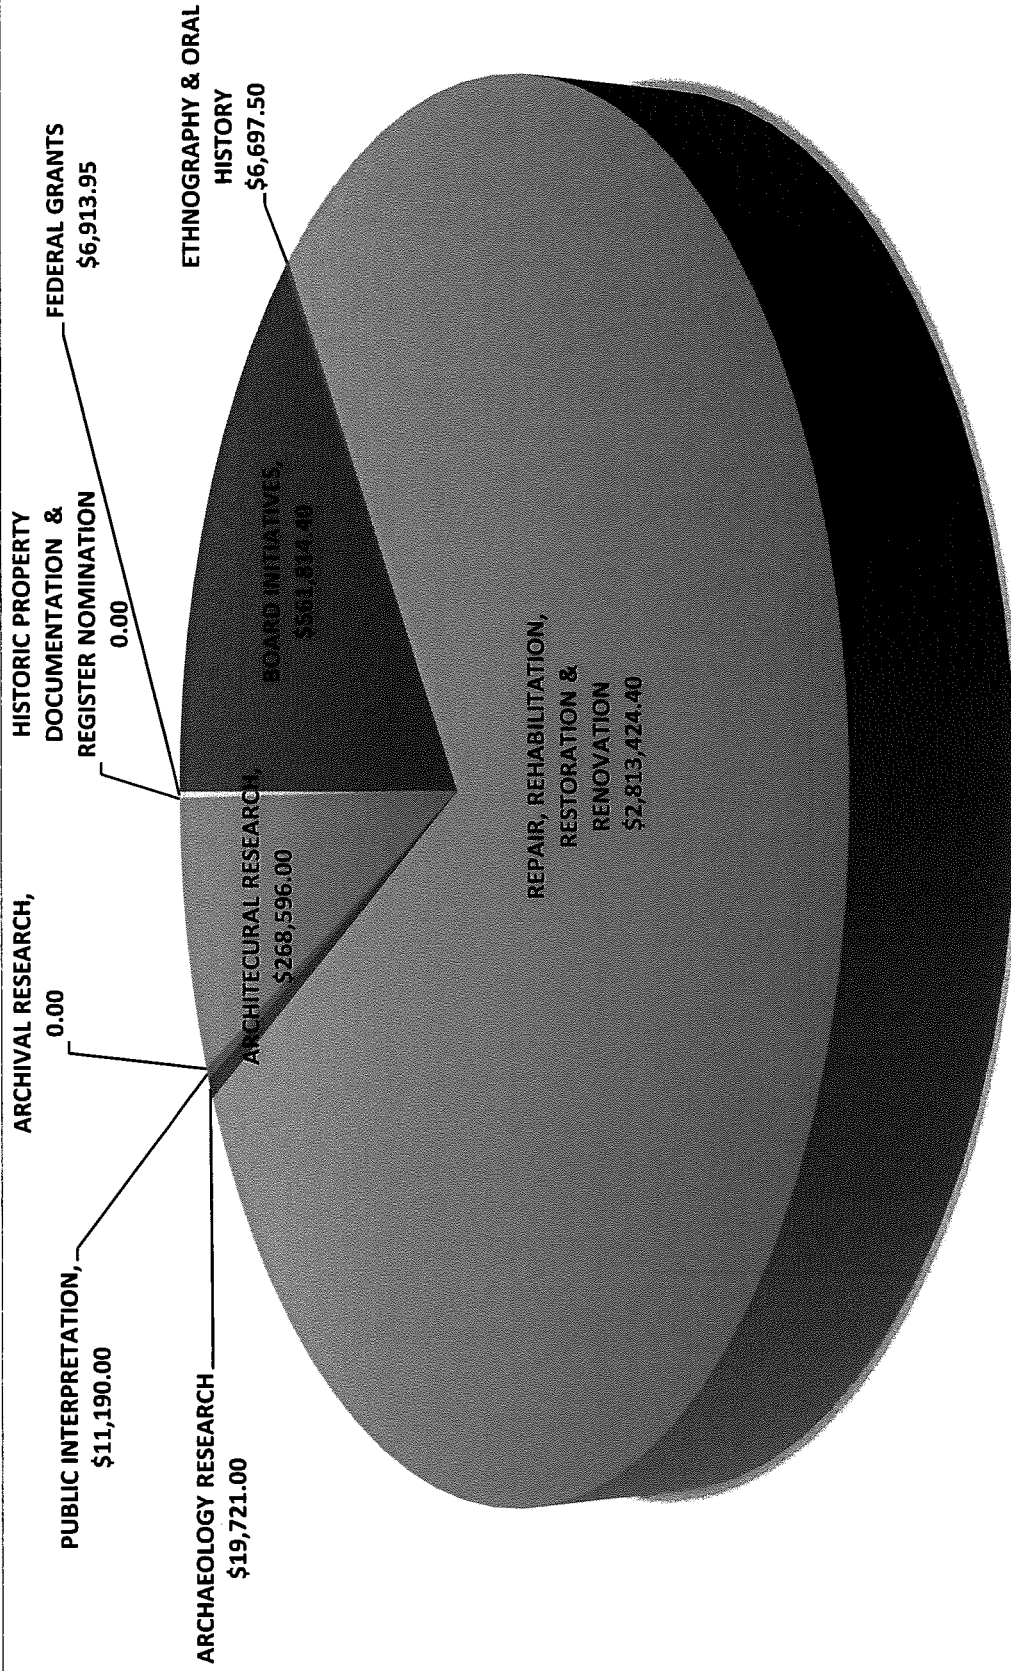 ARCHIVAL RESEARCH,
0.00
HISTORIC PROPERTY
DOCUMENTATION &
REGISTER NOMINATION
0.00
PUBLIC INTERPRETATION,
$11,190.00
FEDERAL GRANTS
$6,913.95
ARCHAEOLOGY RESEARCH
$19,721.00
ARCHITECURAL RESEARCH,
$268,596.00
BOARD INITIATIVES,
ETHNOGRAPHY & ORAL
HISTORY
$6,697.50
REPAIR, REHABILITATION,
RESTORATION &
RENOVATION
$2,813,424.40